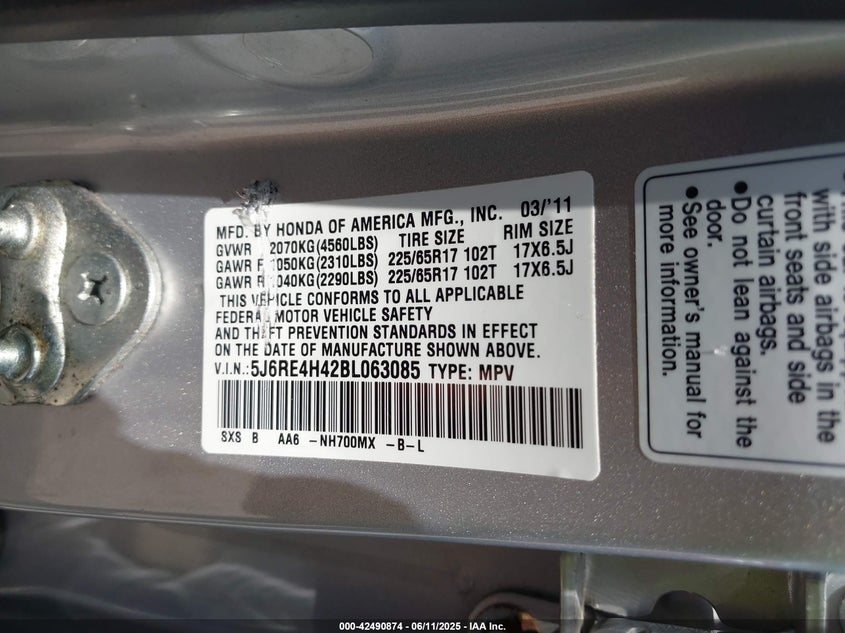 MFD. BY HONDA OF AMERICA MFG., INC. 03/'11
GVWR 2070KG(4560LBS) TIRE SIZE RIM SIZE
GAWR F 1050KG(2310LBS) 225/65R17 102T 17X6.5J
GAWR R 1040KG(2290LBS) 225/65R17 102T 17X6.5J
THIS VEHICLE CONFORMS TO ALL APPLICABLE
FEDERAL MOTOR VEHICLE SAFETY
AND THEFT PREVENTION STANDARDS IN EFFECT
ON THE DATE OF MANUFACTURE SHOWN ABOVE.
V.I.N.: 5J6RE4H42BL063085 TYPE: MPV
SXS B AA6 -NH700MX -B-L
with side airbags in the
front seats and side
curtain airbags.
•Do not lean against the
door.
•See owner's manual for
more information.
000-42490874 | 06/11/2025 - IAA Inc.